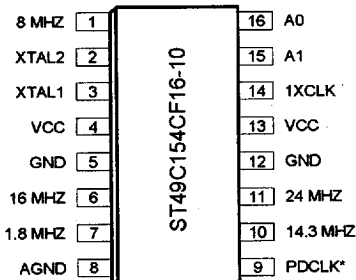 8 MHZ 1 16 A0
XTAL2 2 15 A1
XTAL1 3 14 1XCLK
VCC 4 13 VCC
GND 5 12 GND
16 MHZ 6 11 24 MHZ
1.8 MHZ 7 10 14.3 MHZ
AGND 8 9 PDCLK*
ST49C154CF16-10